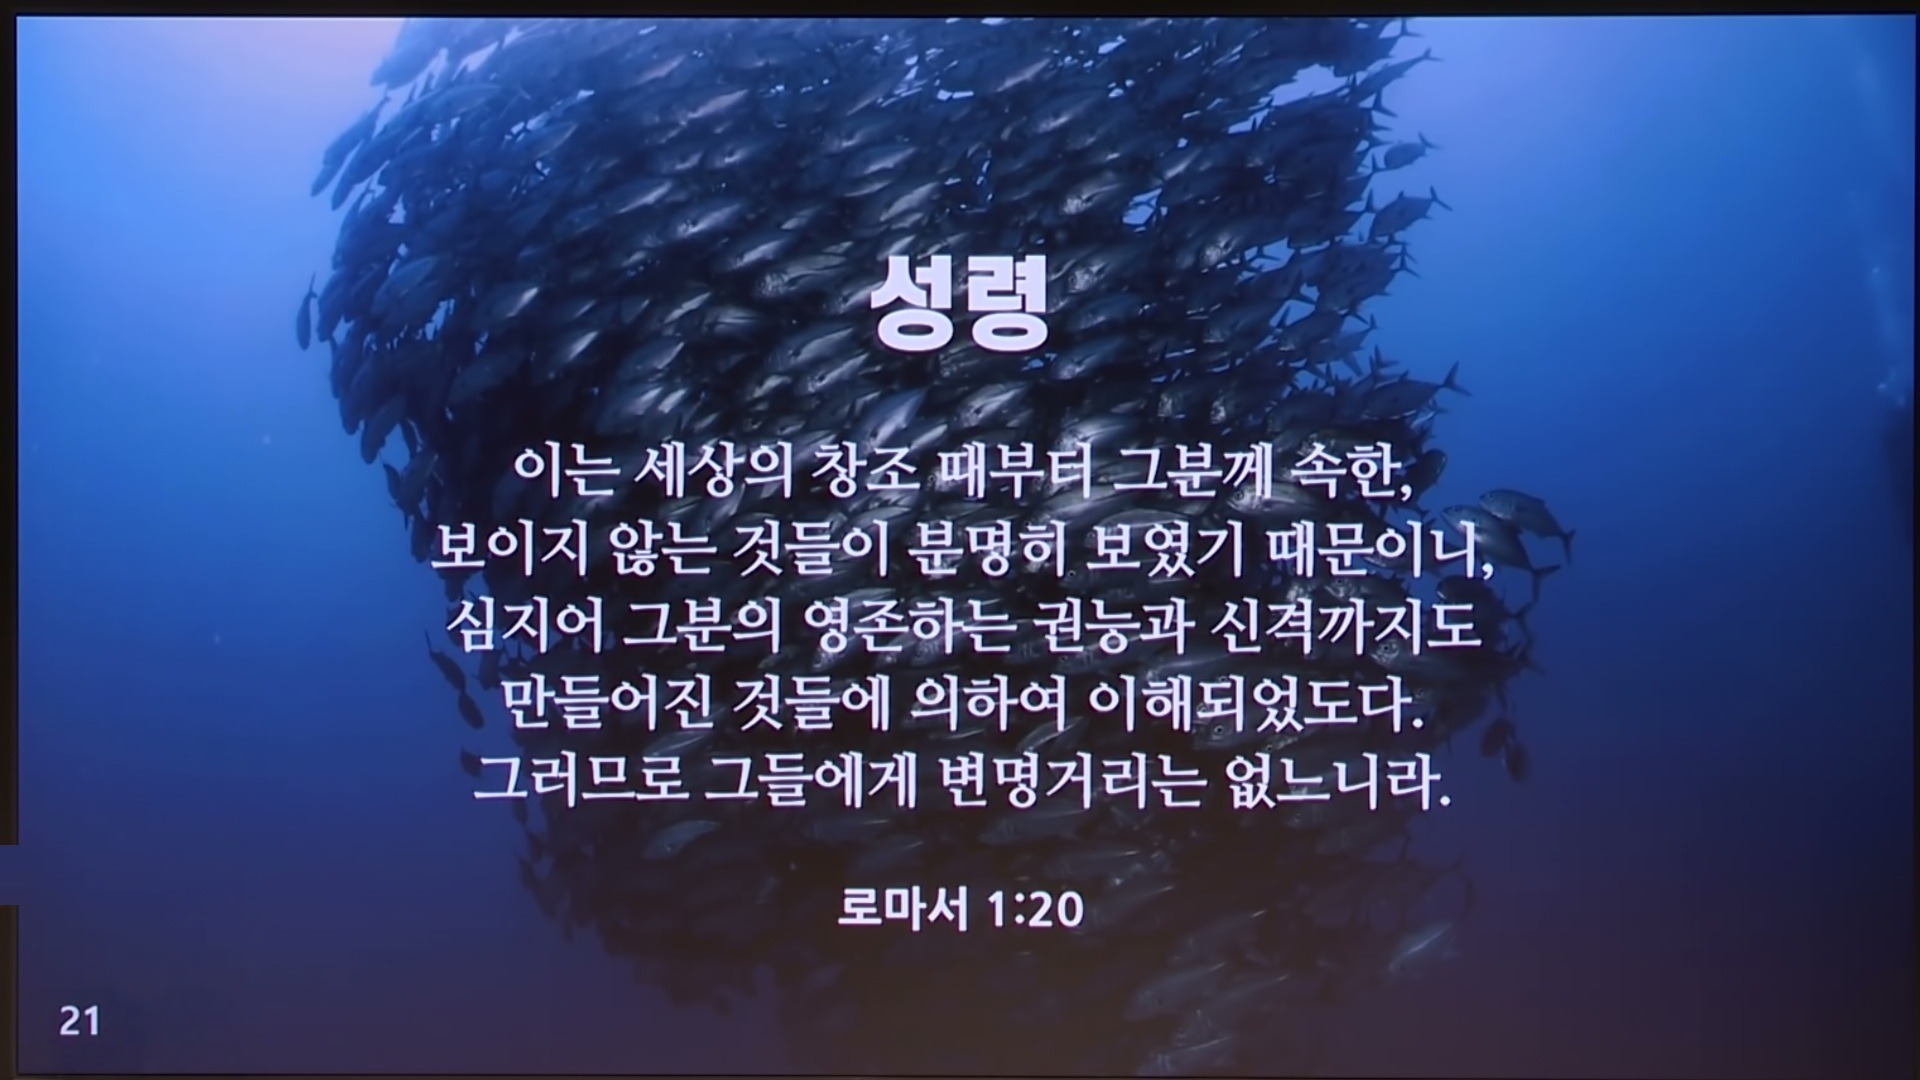 성령
이는 세상의 창조 때부터 그분께 속한,
보이지 않는 것들이 분명히 보였기 때문이니,
심지어 그분의 영존하는 권능과 신격까지도
만들어진 것들에 의하여 이해되었도다.
그러므로 그들에게 변명거리는 없느니라.
로마서 1:20
21